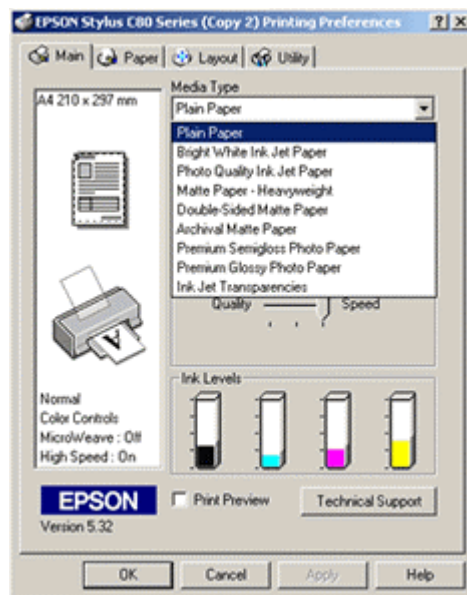 EPSON Stylus C80 Series (Copy 2) Printing Preferences
Main
Paper
Layout
Utility
A4 210 x 297 mm
Media Type
Plain Paper
Plain Paper
Bright White Ink Jet Paper
Photo Quality Ink Jet Paper
Matte Paper - Heavyweight
Double-Sided Matte Paper
Archival Matte Paper
Premium Semigloss Photo Paper
Premium Glossy Photo Paper
Ink Jet Transparencies
Quality Speed
A
Normal
Color Controls
MicroWeave : Off
High Speed : On
Ink Levels
EPSON
Version 5.32
Print Preview
Technical Support
OK
Cancel
Apply
Help